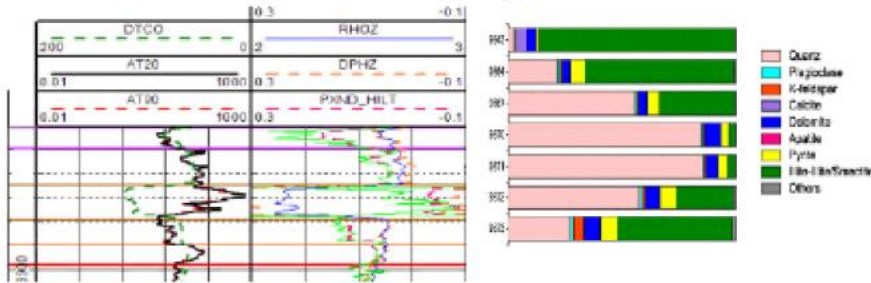 0.3 -0.1
DTCO RHOZ
200 0 2 3
AT20 DPHZ
0.01 1000 0.3 -0.1
AT90 PXND_HILT
0.01 1000 0.3 -0.1
Quartz
Plagioclase
K-feldspar
Calcite
Dolomite
Apatite
Pyrite
Illite-Illite/Smectite
Others